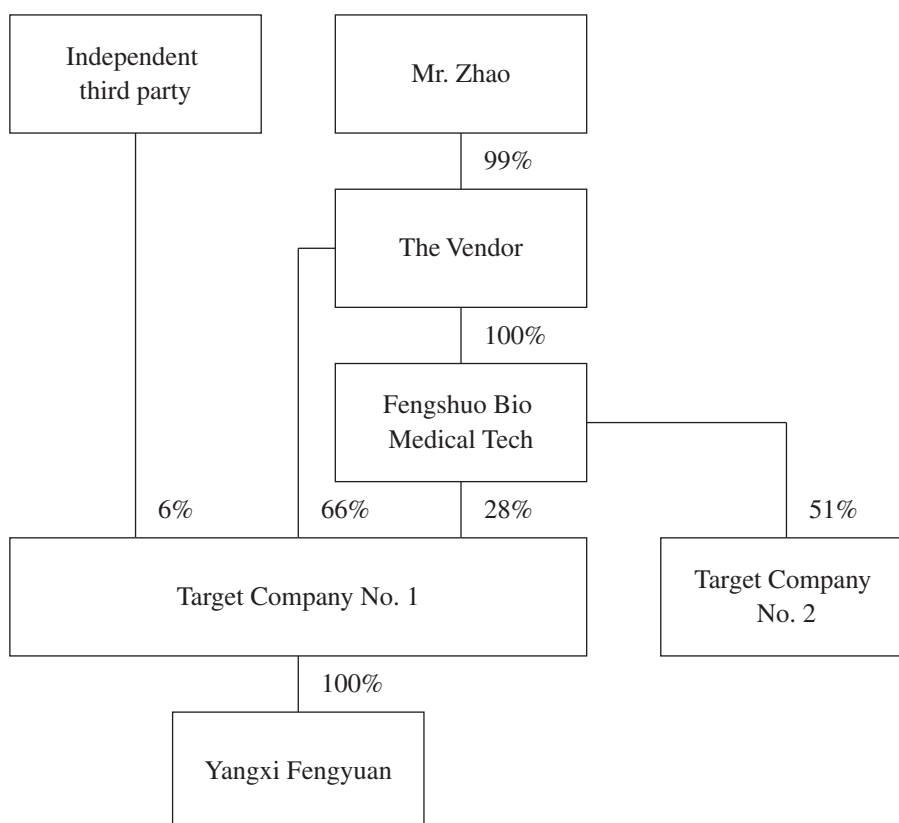 Independent
third party
Mr. Zhao
99%
The Vendor
100%
Fengshuo Bio
Medical Tech
6%
66%
28%
51%
Target Company No. 1
Target Company
No. 2
100%
Yangxi Fengyuan